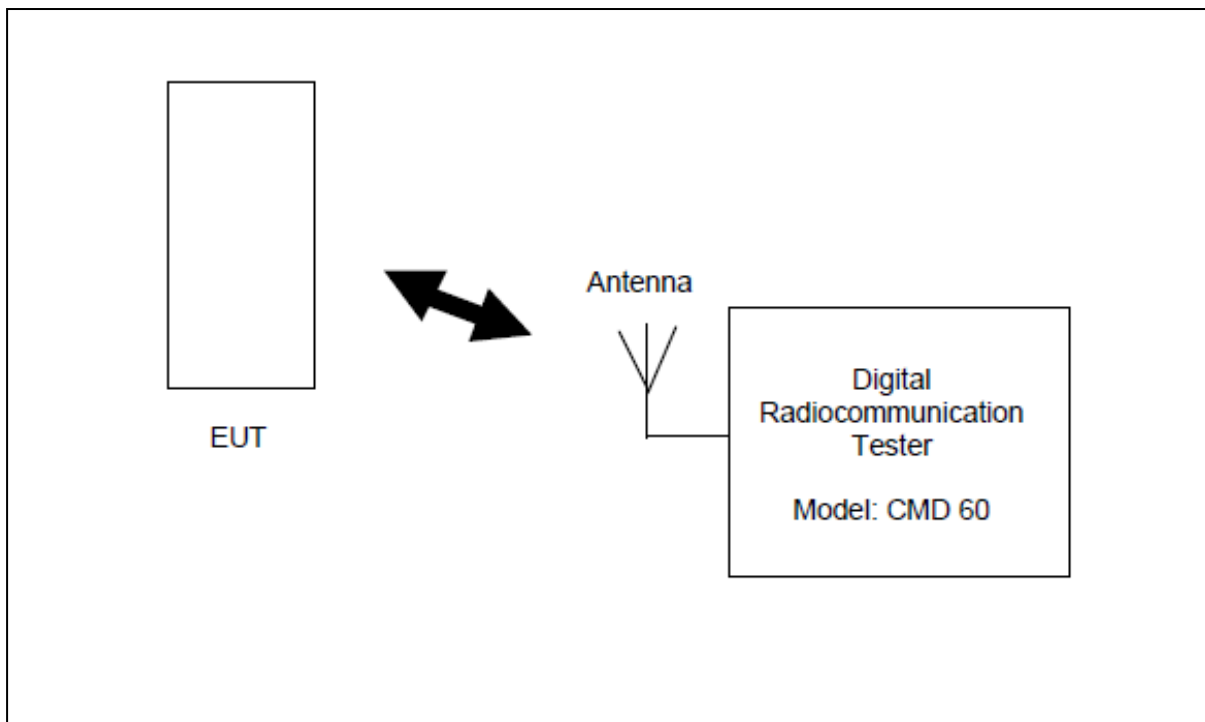 Antenna
EUT
Digital
Radiocommunication
Tester
Model: CMD 60